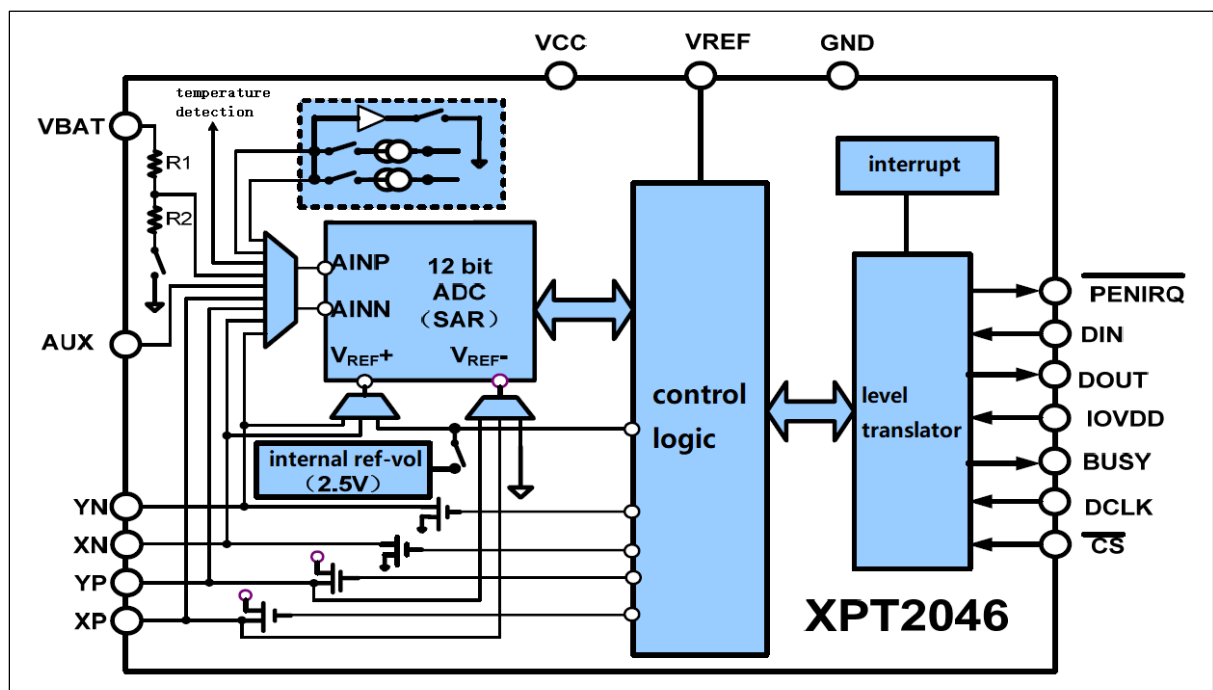 VCC
VREF
GND
temperature
detection
VBAT
R1
R2
AUX
AINP
AINN
12 bit
ADC
（SAR）
VREF+
VREF-
internal ref-vol
（2.5V）
control
logic
interrupt
level
translator
PENIRQ
DIN
DOUT
IOVDD
BUSY
DCLK
CS
YN
XN
YP
XP
XPT2046